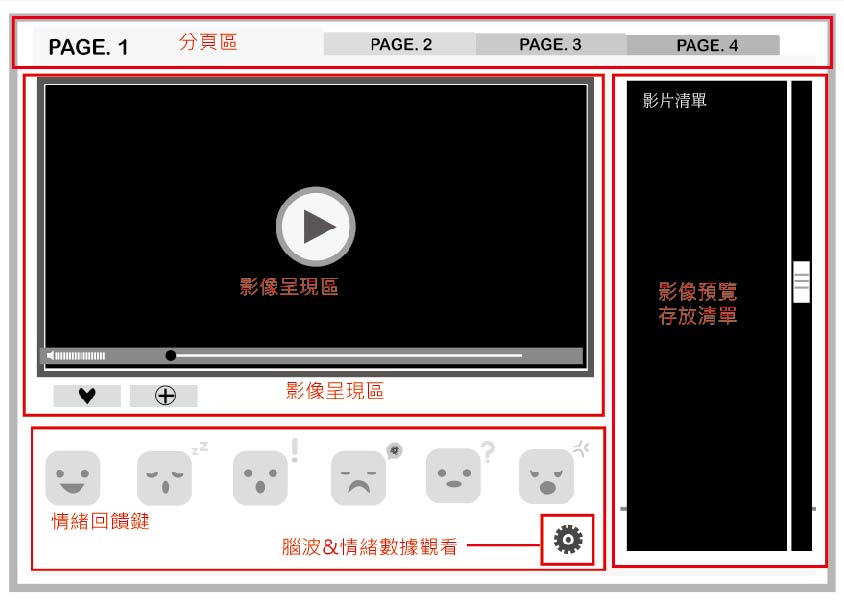 PAGE. 1
分頁區
PAGE. 2
PAGE. 3
PAGE. 4
影像呈現區
影像呈現區
影片清單
影像預覽
存放清單
z z
!
?
情緒回饋鍵
腦波&情緒數據觀看